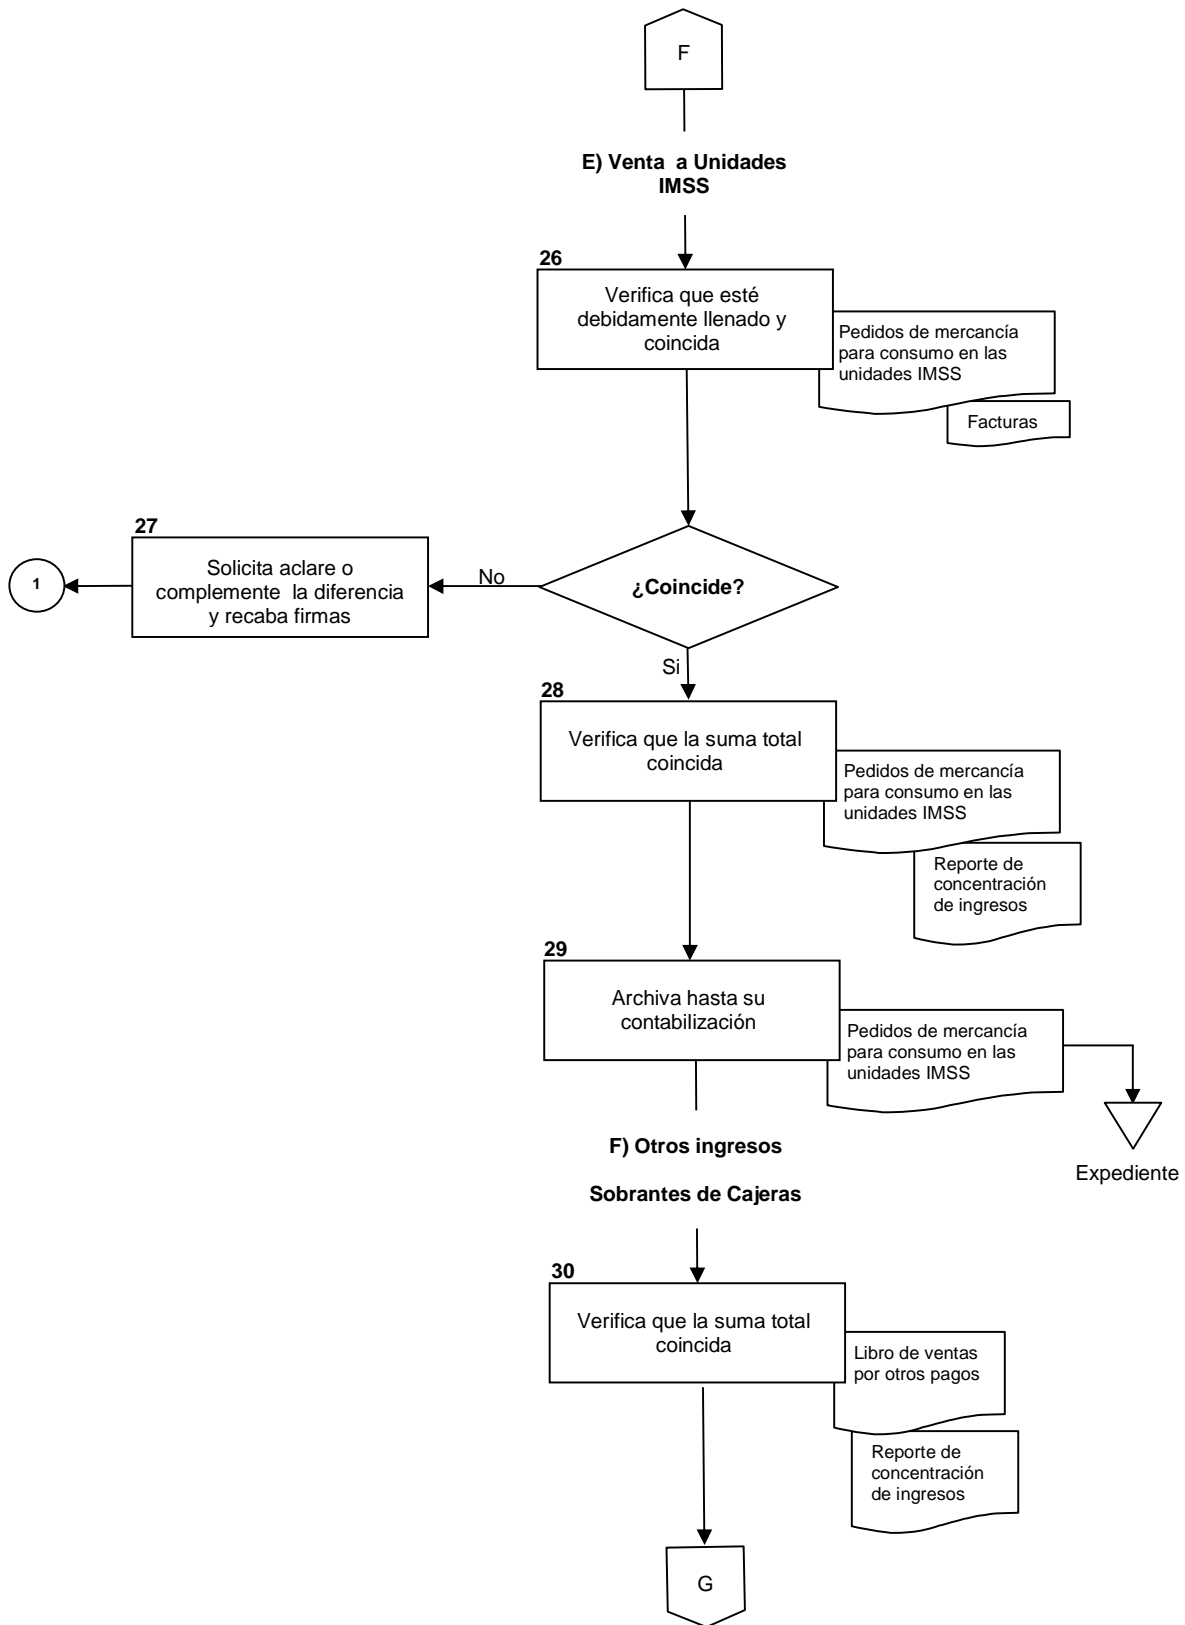 F
E) Venta a Unidades
IMSS
26
Verifica que esté
debidamente llenado y
coincida
Pedidos de mercancía
para consumo en las
unidades IMSS
Facturas
27
Solicita aclare o
complemente la diferencia
y recaba firmas
1
No
¿Coincide?
Si
28
Verifica que la suma total
coincida
Pedidos de mercancía
para consumo en las
unidades IMSS
Reporte de
concentración
de ingresos
29
Archiva hasta su
contabilización
Pedidos de mercancía
para consumo en las
unidades IMSS
Expediente
F) Otros ingresos
Sobrantes de Cajeras
30
Verifica que la suma total
coincida
Libro de ventas
por otros pagos
Reporte de
concentración
de ingresos
G